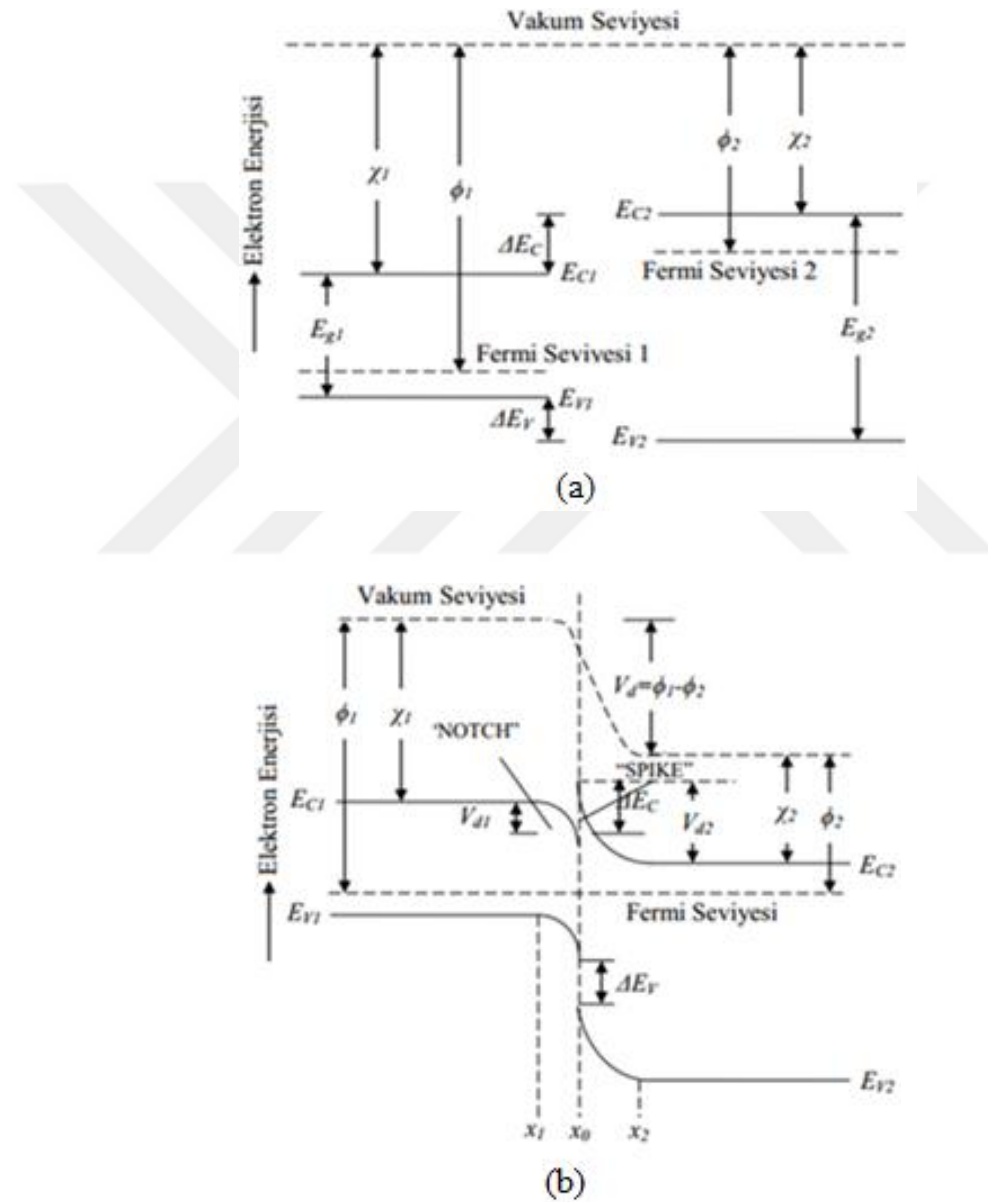 Vakum Seviyesi
Elektron Enerjisi
χ1
ϕ1
ϕ2
χ2
EC2
ΔEC
EC1
Fermi Seviyesi 2
Eg1
Eg2
Fermi Sevivesi 1
EV1
ΔEV
EV2
(a)
Vakum Seviyesi
Elektron Enerjisi
ϕ1
χ1
Vd=ϕ1-ϕ2
"NOTCH"
"SPIKE"
EC1
Vd1
ΔEC
Vd2
χ2
ϕ2
EC2
EV1
Fermi Seviyesi
ΔEV
EV2
x1 x0 x2
(b)